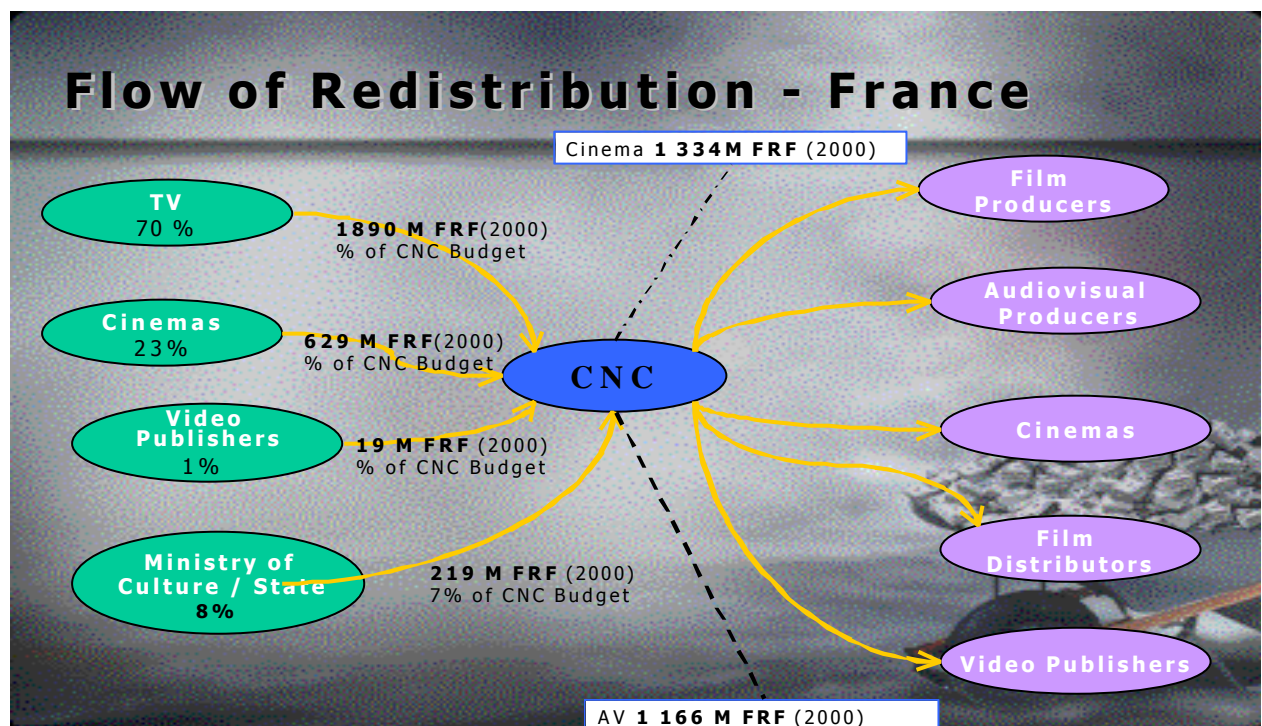 Flow of Redistribution - France
Cinema 1 334M FRF (2000)
TV
70 %
1890 M FRF(2000)
% of CNC Budget
Cinemas
23%
629 M FRF(2000)
% of CNC Budget
Video
Publishers
1%
19 M FRF (2000)
% of CNC Budget
Ministry of
Culture / State
8%
219 M FRF (2000)
7% of CNC Budget
CNC
Film
Producers
Audiovisual
Producers
Cinemas
Film
Distributors
Video Publishers
AV 1 166 M FRF (2000)